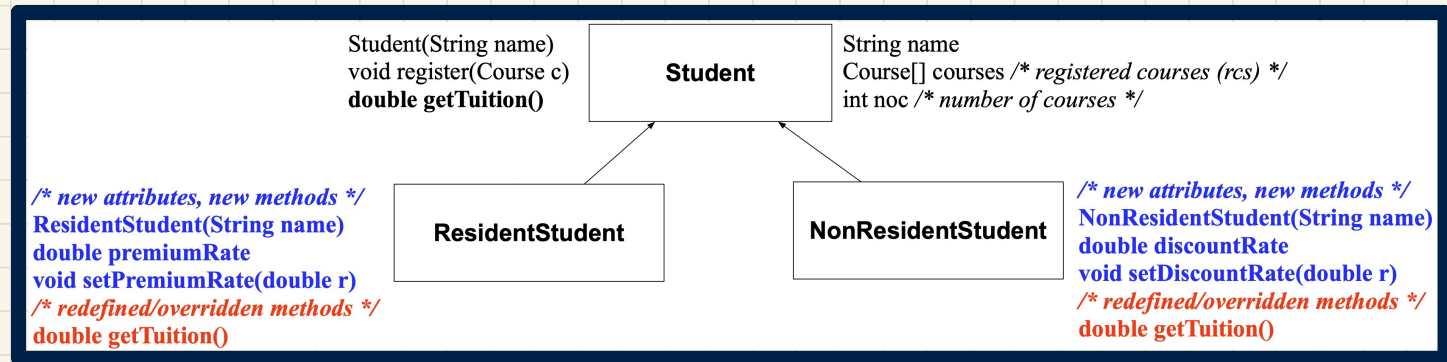 Student(String name)
void register(Course c)
double getTuition()
Student
String name
Course[] courses /* registered courses (rcs) */
int noc /* number of courses */
/* new attributes, new methods */
ResidentStudent(String name)
double premiumRate
void setPremiumRate(double r)
/* redefined/overridden methods */
double getTuition()
ResidentStudent
NonResidentStudent
/* new attributes, new methods */
NonResidentStudent(String name)
double discountRate
void setDiscountRate(double r)
/* redefined/overridden methods */
double getTuition()